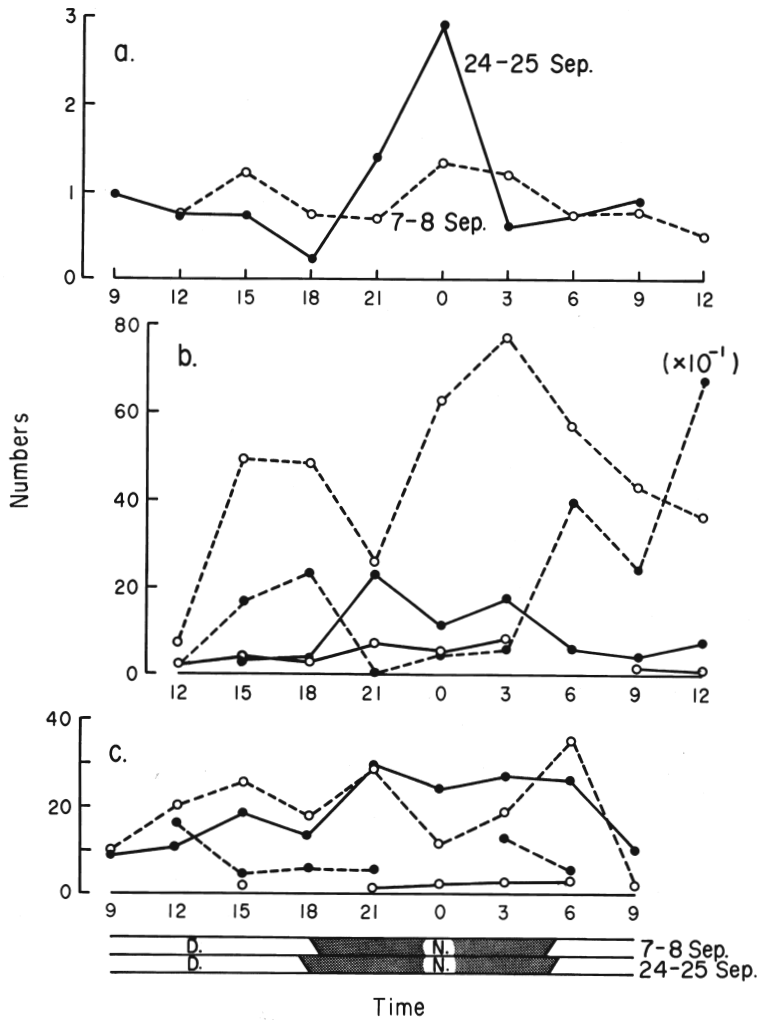 3
a.
24-25 Sep.
2
1
7-8 Sep.
0
9 12 15 18 21 0 3 6 9 12
80
b.
(×10⁻¹)
60
Numbers
40
20
0
12 15 18 21 0 3 6 9 12
40
c.
20
0
9 12 15 18 21 0 3 6 9
D. N. 7-8 Sep.
D. N. 24-25 Sep.
Time